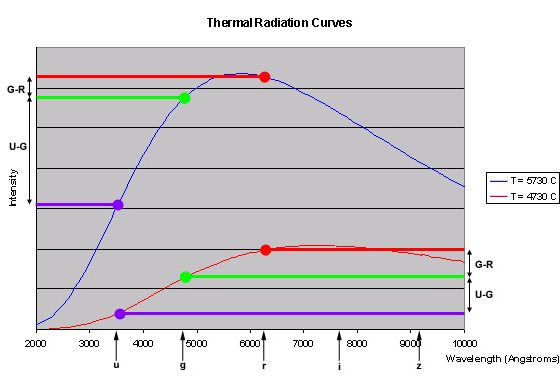 Thermal Radiation Curves
G-R
U-G
Intensity
T = 5730 C
T = 4730 C
G-R
U-G
2000 3000 4000 5000 6000 7000 8000 9000 10000
Wavelength (Angstroms)
u g r i z